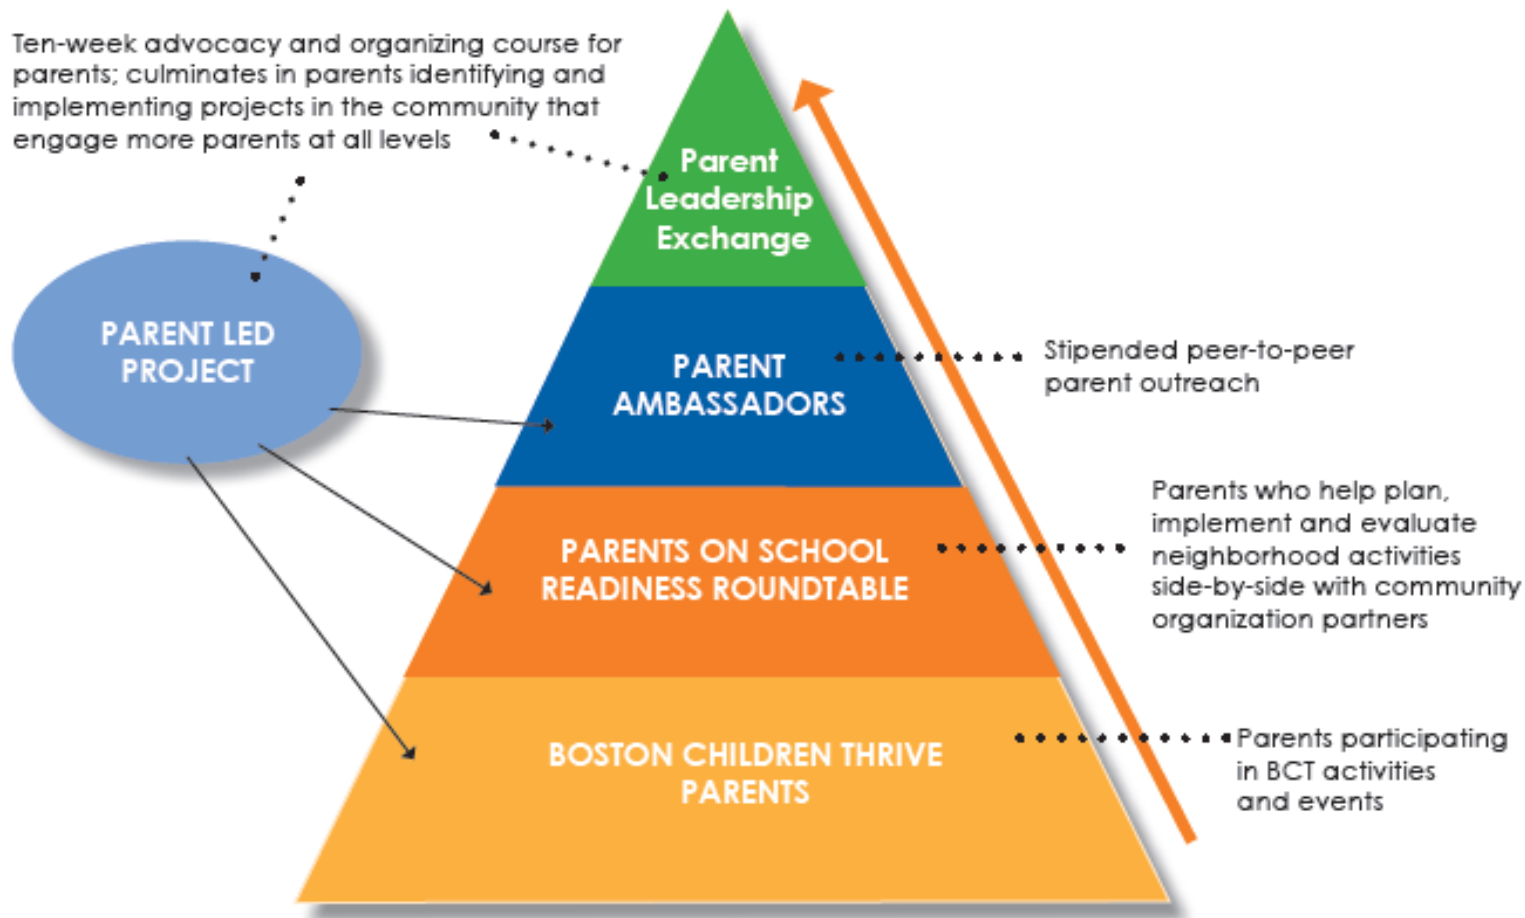 Ten-week advocacy and organizing course for
parents; culminates in parents identifying and
implementing projects in the community that
engage more parents at all levels
Parent
Leadership
Exchange
PARENT LED
PROJECT
PARENT
AMBASSADORS
Stipended peer-to-peer
parent outreach
PARENTS ON SCHOOL
READINESS ROUNDTABLE
Parents who help plan,
implement and evaluate
neighborhood activities
side-by-side with community
organization partners
BOSTON CHILDREN THRIVE
PARENTS
Parents participating
in BCT activities
and events